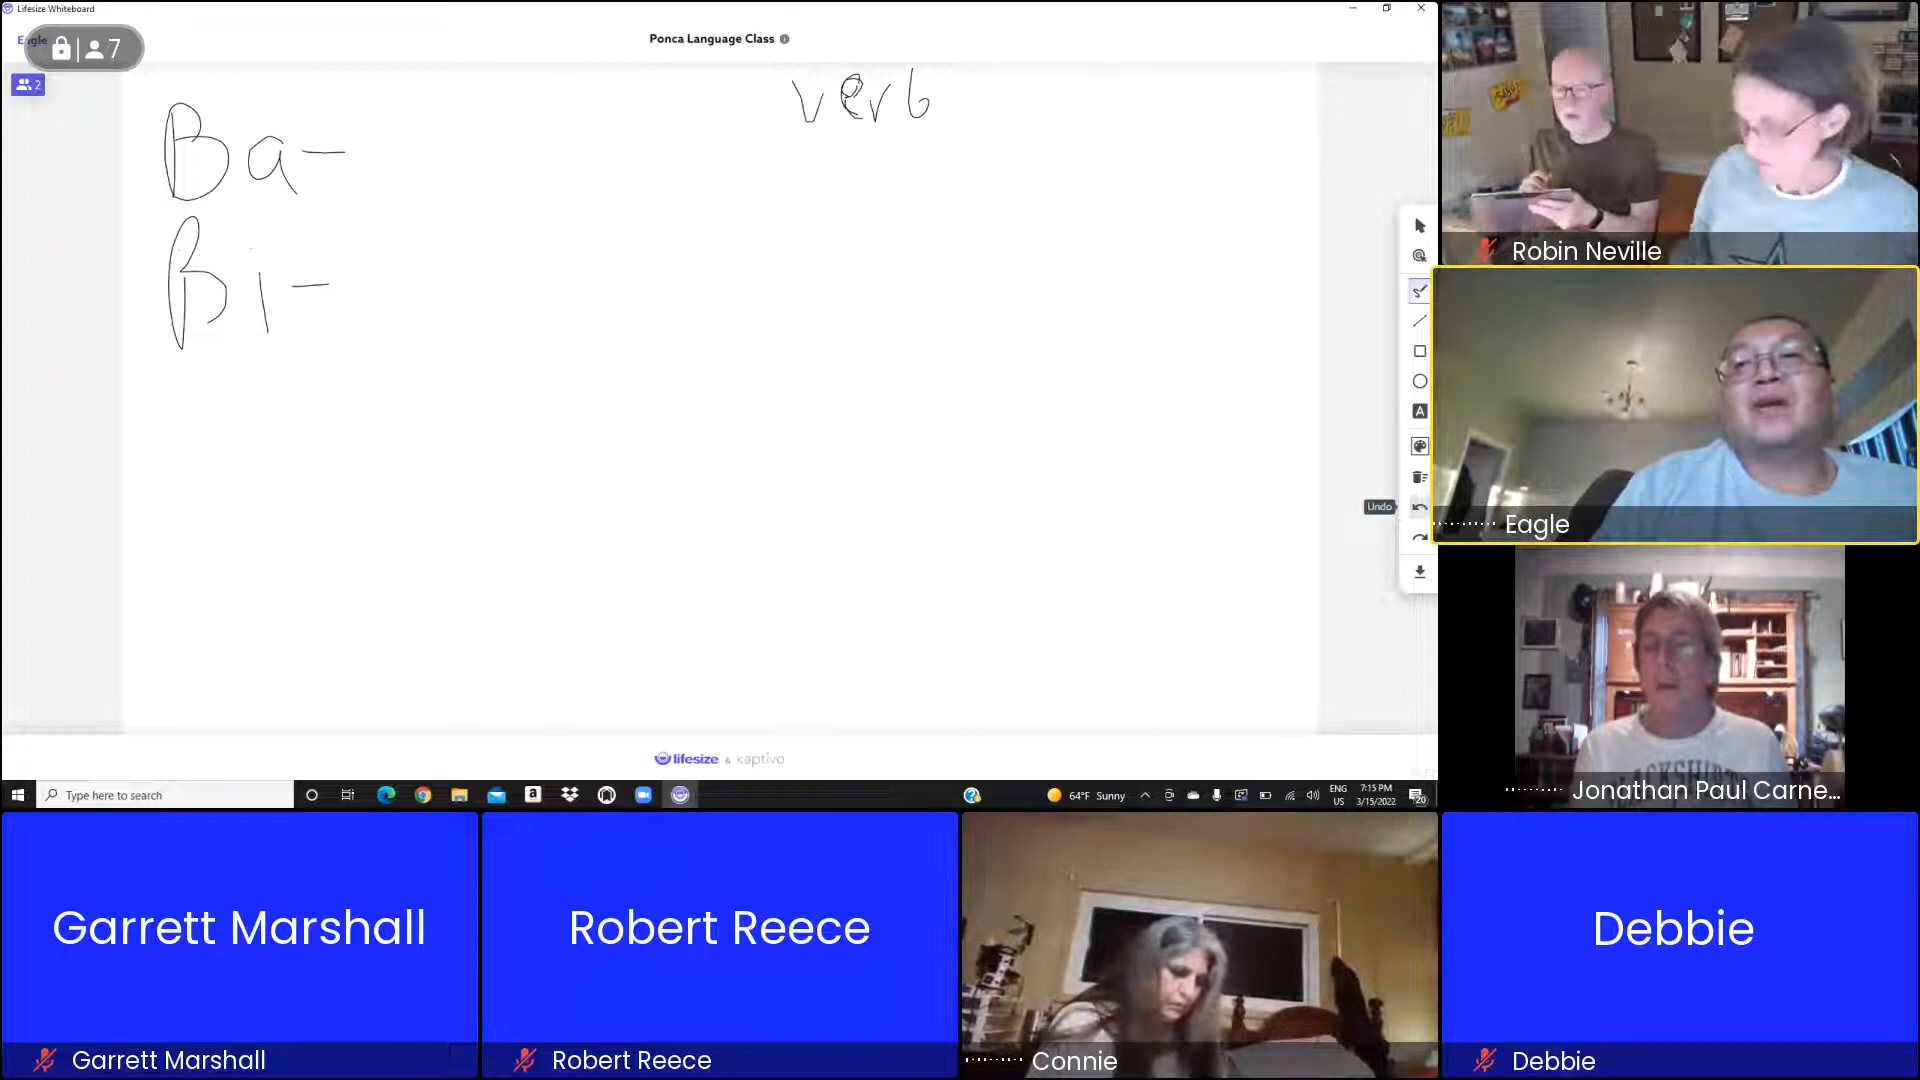 Lifesize Whiteboard
Eagle
7
Ponca Language Class
2
verb
Ba-
Bi-
Undo
lifesize & kaptivo
Type here to search
64°F Sunny
ENG
US
7:15 PM
3/15/2022
20
Robin Neville
Eagle
Jonathan Paul Carne...
Garrett Marshall
Garrett Marshall
Robert Reece
Robert Reece
Connie
Debbie
Debbie